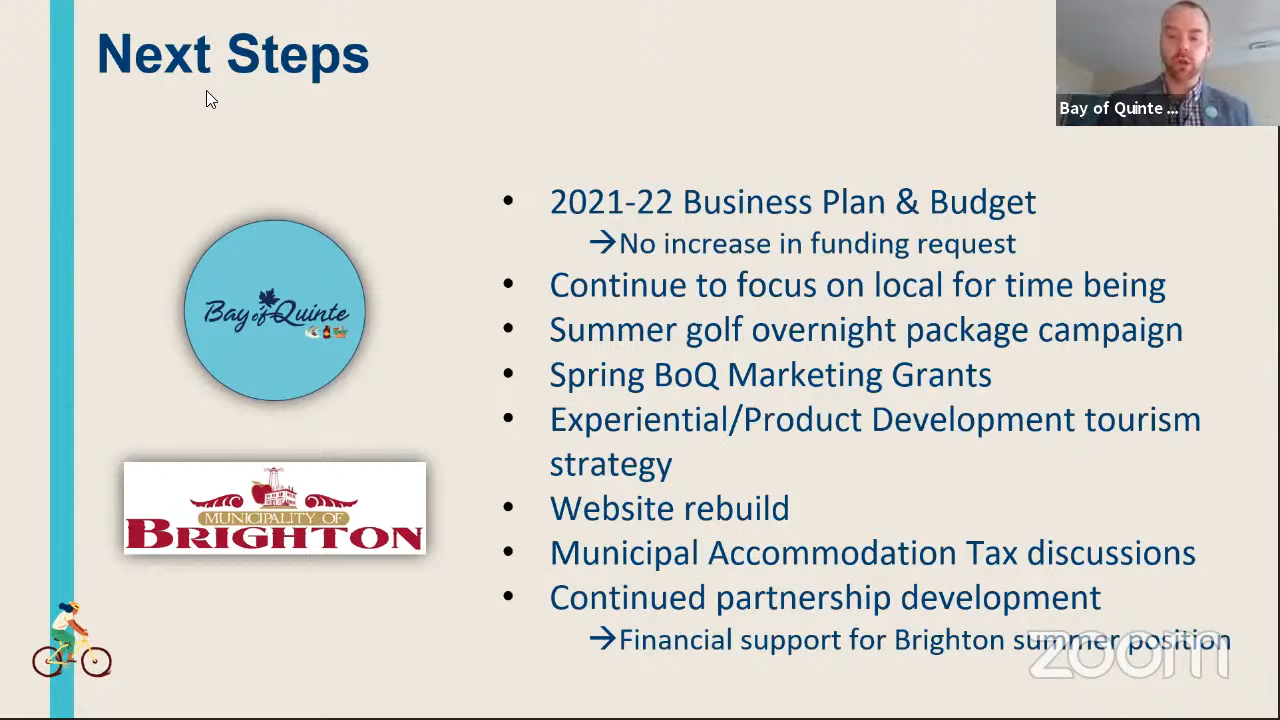 Next Steps
Bay of Quinte ...
• 2021-22 Business Plan & Budget
→No increase in funding request
• Continue to focus on local for time being
• Summer golf overnight package campaign
• Spring BoQ Marketing Grants
• Experiential/Product Development tourism
strategy
• Website rebuild
• Municipal Accommodation Tax discussions
• Continued partnership development
→Financial support for Brighton summer position
Bay of Quinte
MUNICIPALITY OF
BRIGHTON
zoom